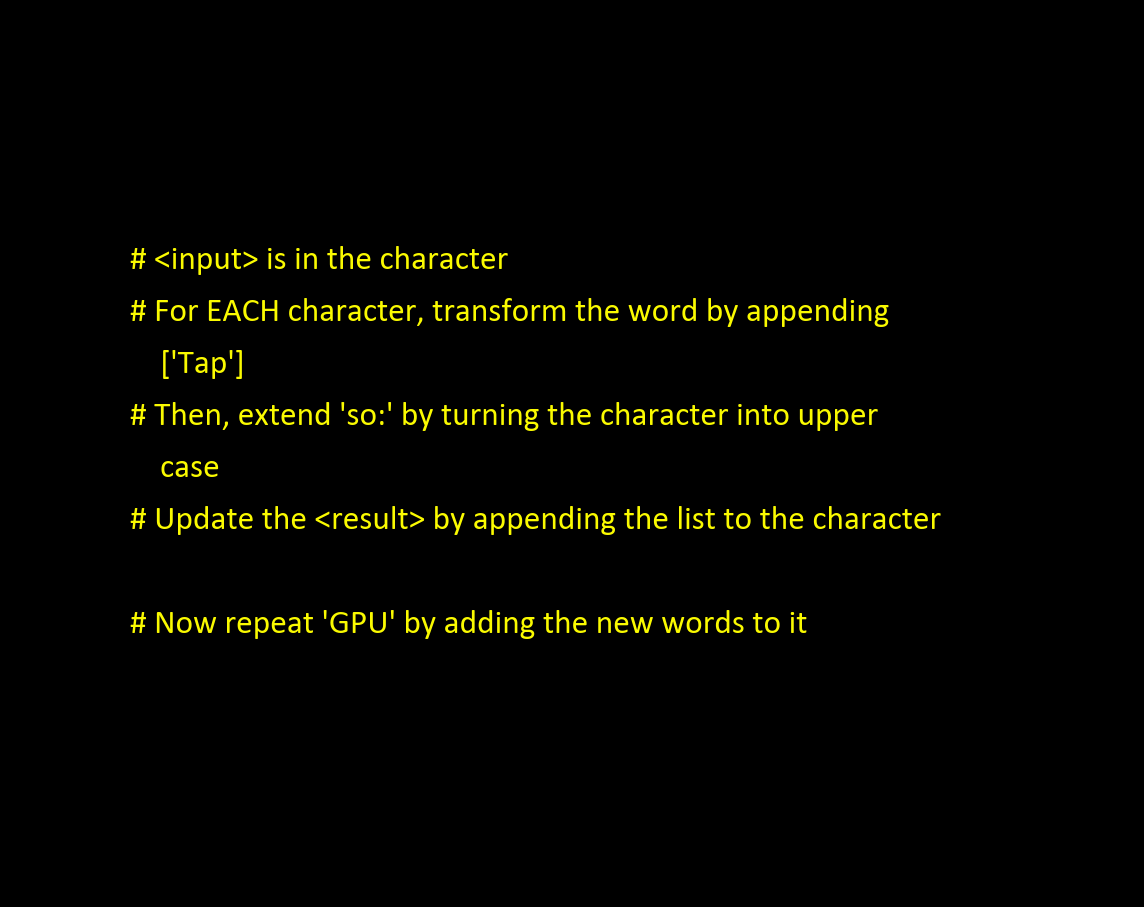 # <input> is in the character
# For EACH character, transform the word by appending
['Tap']
# Then, extend 'so:' by turning the character into upper
case
# Update the <result> by appending the list to the character
# Now repeat 'GPU' by adding the new words to it